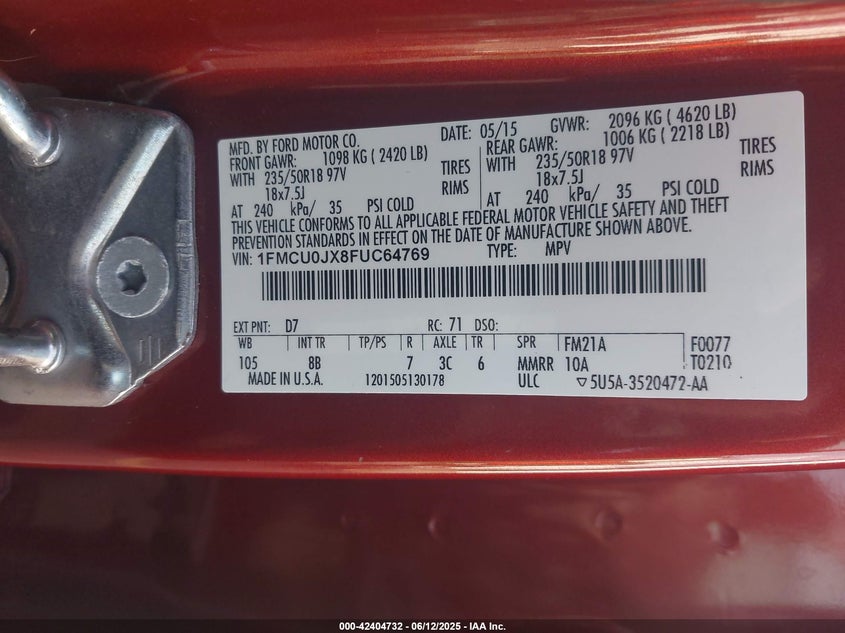 MFD. BY FORD MOTOR CO. DATE: 05/15 GVWR: 2096 KG ( 4620 LB)
FRONT GAWR: 1098 KG ( 2420 LB) REAR GAWR: 1006 KG ( 2218 LB)
WITH 235/50R18 97V TIRES WITH 235/50R18 97V TIRES
18x7.5J RIMS 18x7.5J RIMS
AT 240 kPa/ 35 PSI COLD AT 240 kPa/ 35 PSI COLD
THIS VEHICLE CONFORMS TO ALL APPLICABLE FEDERAL MOTOR VEHICLE SAFETY AND THEFT
PREVENTION STANDARDS IN EFFECT ON THE DATE OF MANUFACTURE SHOWN ABOVE.
VIN: 1FMCU0JX8FUC64769 TYPE: MPV
EXT PNT: D7 RC: 71 DSO:
WB INT TR TP/PS R AXLE TR SPR FM21A F0077
105 8B 7 3C 6 MMRR 10A T0210
MADE IN U.S.A. 1201505130178 ULC ▽5U5A-3520472-AA
000-42404732 - 06/12/2025 - IAA Inc.